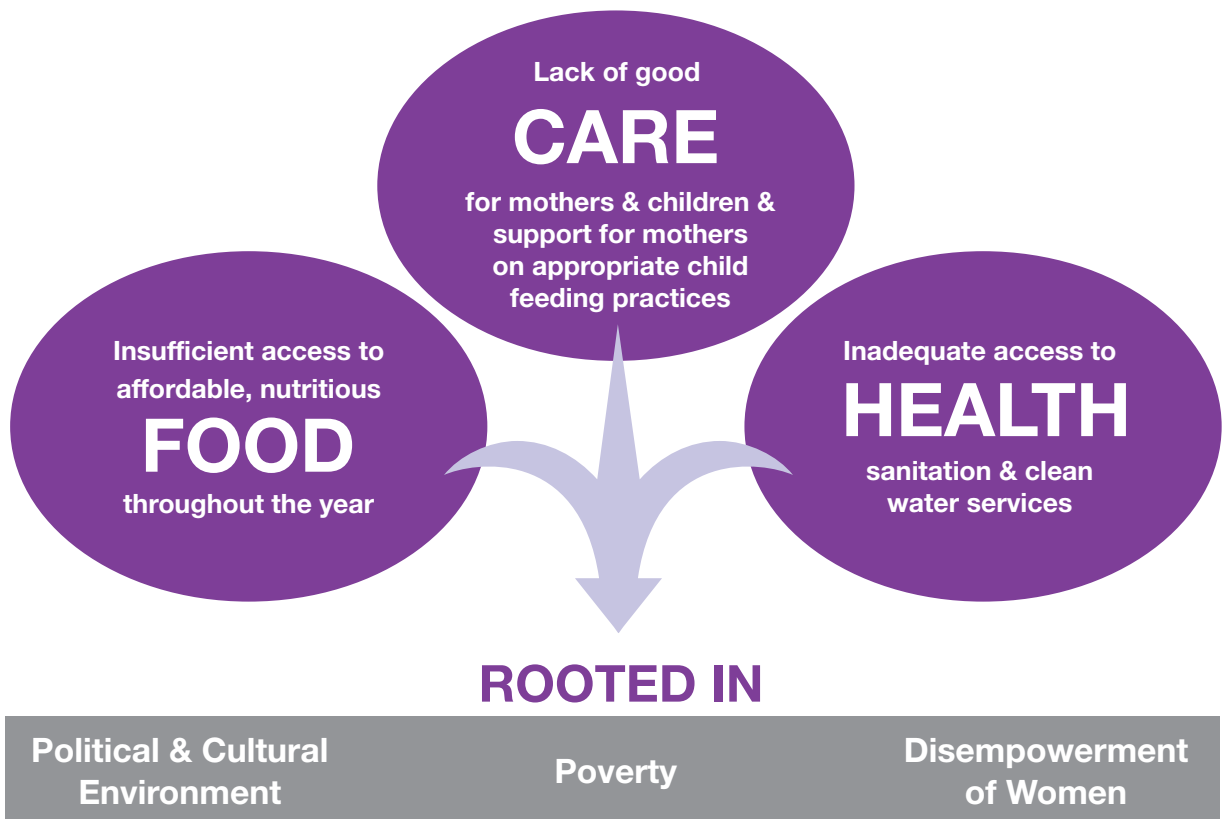 Lack of good
CARE
for mothers & children &
support for mothers
on appropriate child
feeding practices
Insufficient access to
affordable, nutritious
FOOD
throughout the year
Inadequate access to
HEALTH
sanitation & clean
water services
ROOTED IN
Political & Cultural
Environment
Poverty
Disempowerment
of Women